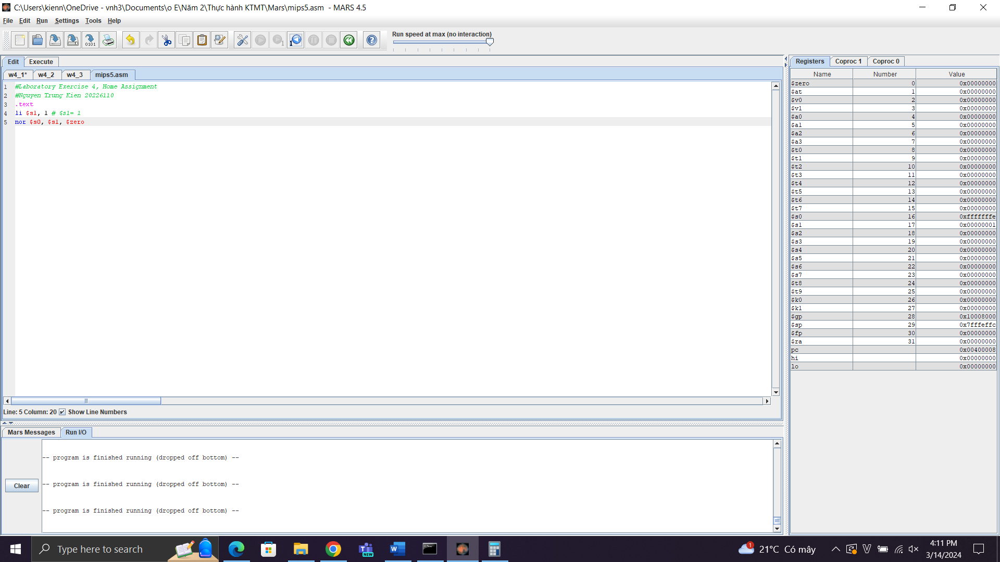 C:\Users\kienn\OneDrive - vnh3\Documents\o E\Năm 2\Thực hành KTMT\Mars\mips5.asm - MARS 4.5
File Edit Run Settings Tools Help
Run speed at max (no interaction)
Edit Execute
w4_1* w4_2 w4_3 mips5.asm
1 #Laboratory Exercise 4, Home Assignment
2 #Nguyen Trung Kien 20226110
3 .text
4 li $s1, 1 # $s1= 1
5 nor $s0, $s1, $zero
Line: 5 Column: 20 Show Line Numbers
Mars Messages Run I/O
-- program is finished running (dropped off bottom) --
-- program is finished running (dropped off bottom) --
-- program is finished running (dropped off bottom) --
Clear
Registers Coproc 1 Coproc 0
Name Number Value
$zero 0 0x00000000
$at 1 0x00000000
$v0 2 0x00000000
$v1 3 0x00000000
$a0 4 0x00000000
$a1 5 0x00000000
$a2 6 0x00000000
$a3 7 0x00000000
$t0 8 0x00000000
$t1 9 0x00000000
$t2 10 0x00000000
$t3 11 0x00000000
$t4 12 0x00000000
$t5 13 0x00000000
$t6 14 0x00000000
$t7 15 0x00000000
$s0 16 0xfffffffe
$s1 17 0x00000001
$s2 18 0x00000000
$s3 19 0x00000000
$s4 20 0x00000000
$s5 21 0x00000000
$s6 22 0x00000000
$s7 23 0x00000000
$t8 24 0x00000000
$t9 25 0x00000000
$k0 26 0x00000000
$k1 27 0x00000000
$gp 28 0x10008000
$sp 29 0x7fffeffc
$fp 30 0x00000000
$ra 31 0x00000000
pc 0x00400008
hi 0x00000000
lo 0x00000000
Type here to search
NEW
1
21°C Có mây
4:11 PM
3/14/2024